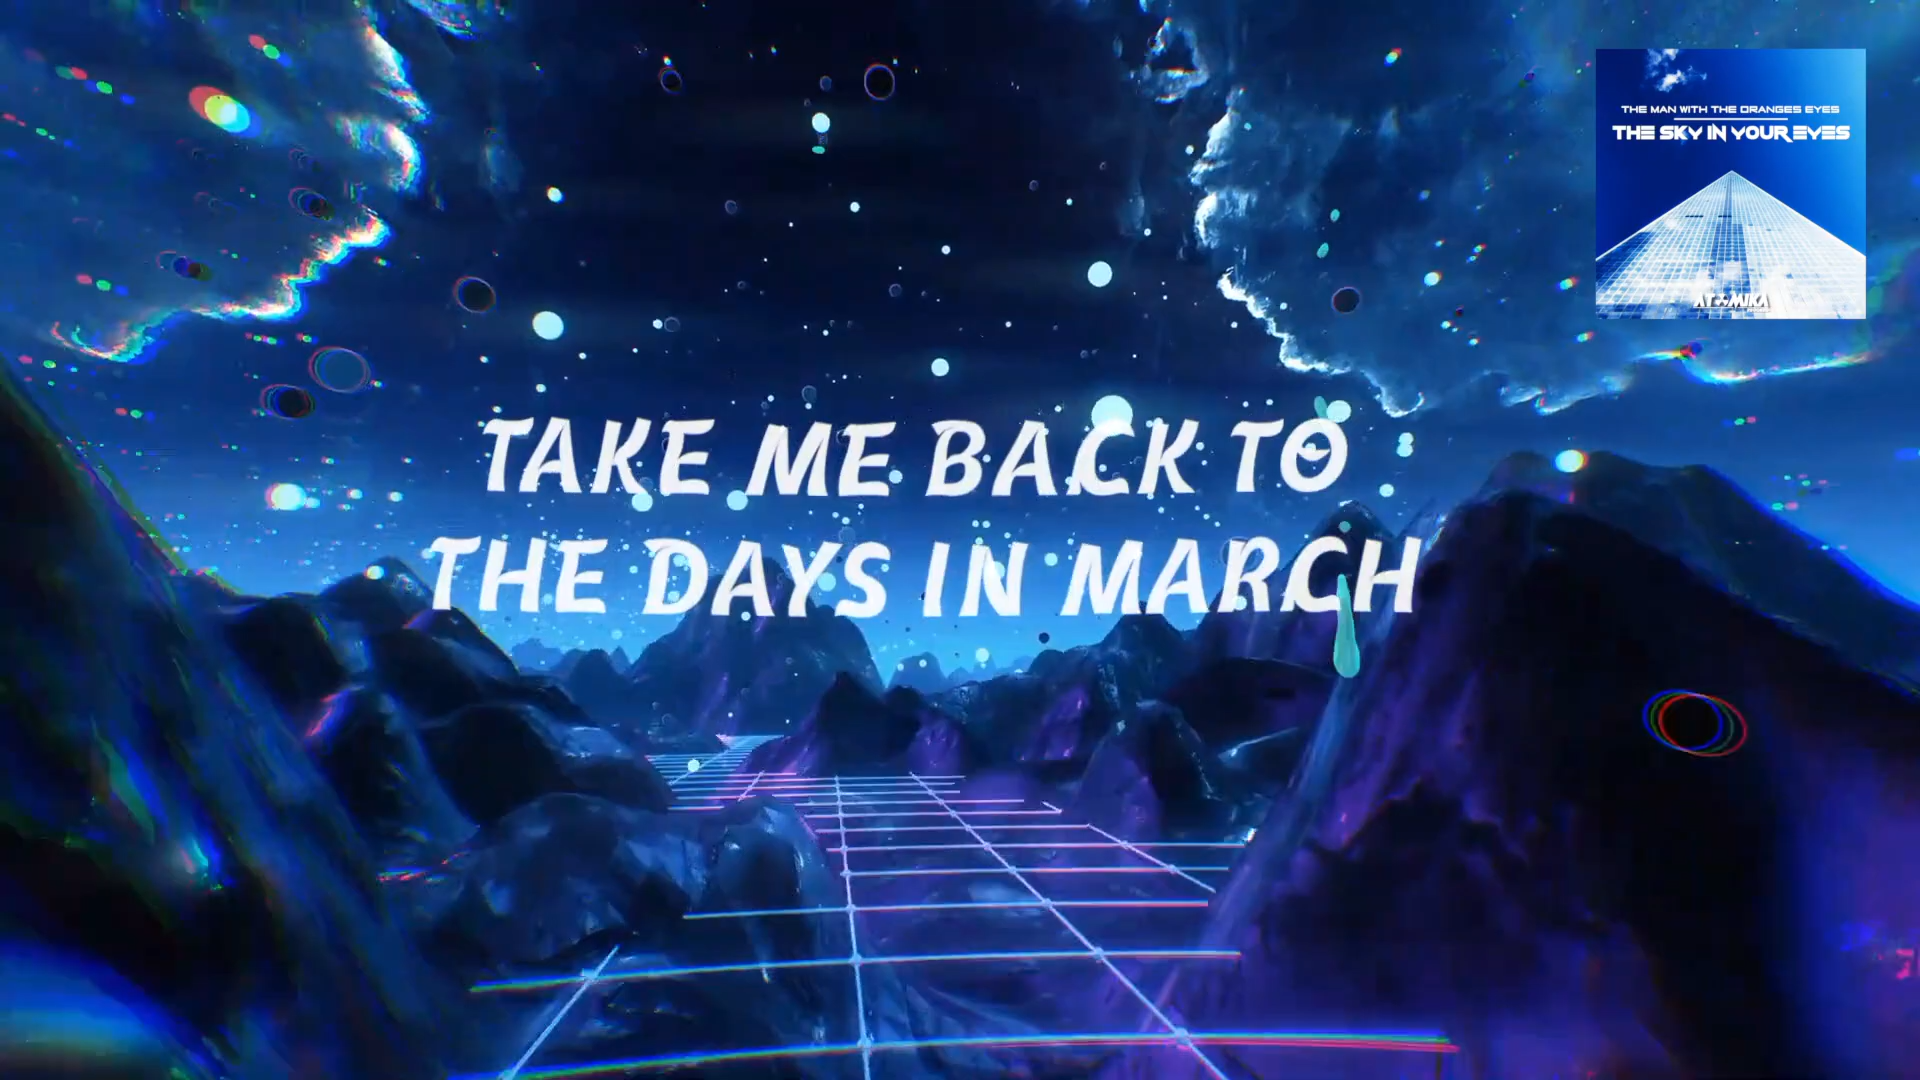 THE MAN WITH THE ORANGES EYES
THE SKY IN YOUR EYES
ATOMIKA
TAKE ME BACK TO
THE DAYS IN MARCH